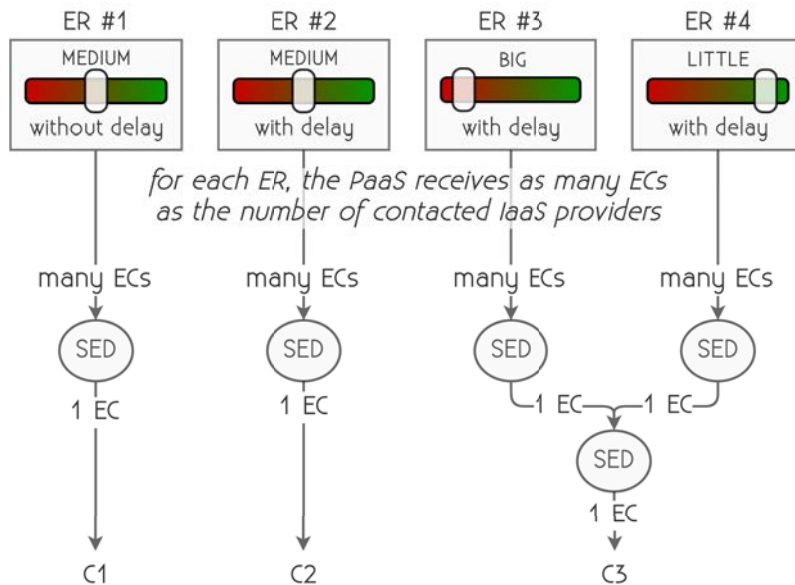 ER #1 ER #2 ER #3 ER #4
MEDIUM MEDIUM BIG LITTLE
without delay with delay with delay with delay
for each ER, the PaaS receives as many ECs
as the number of contacted IaaS providers
many ECs many ECs many ECs many ECs
SED SED SED SED
1 EC 1 EC 1 EC 1 EC
SED
1 EC
C1 C2 C3